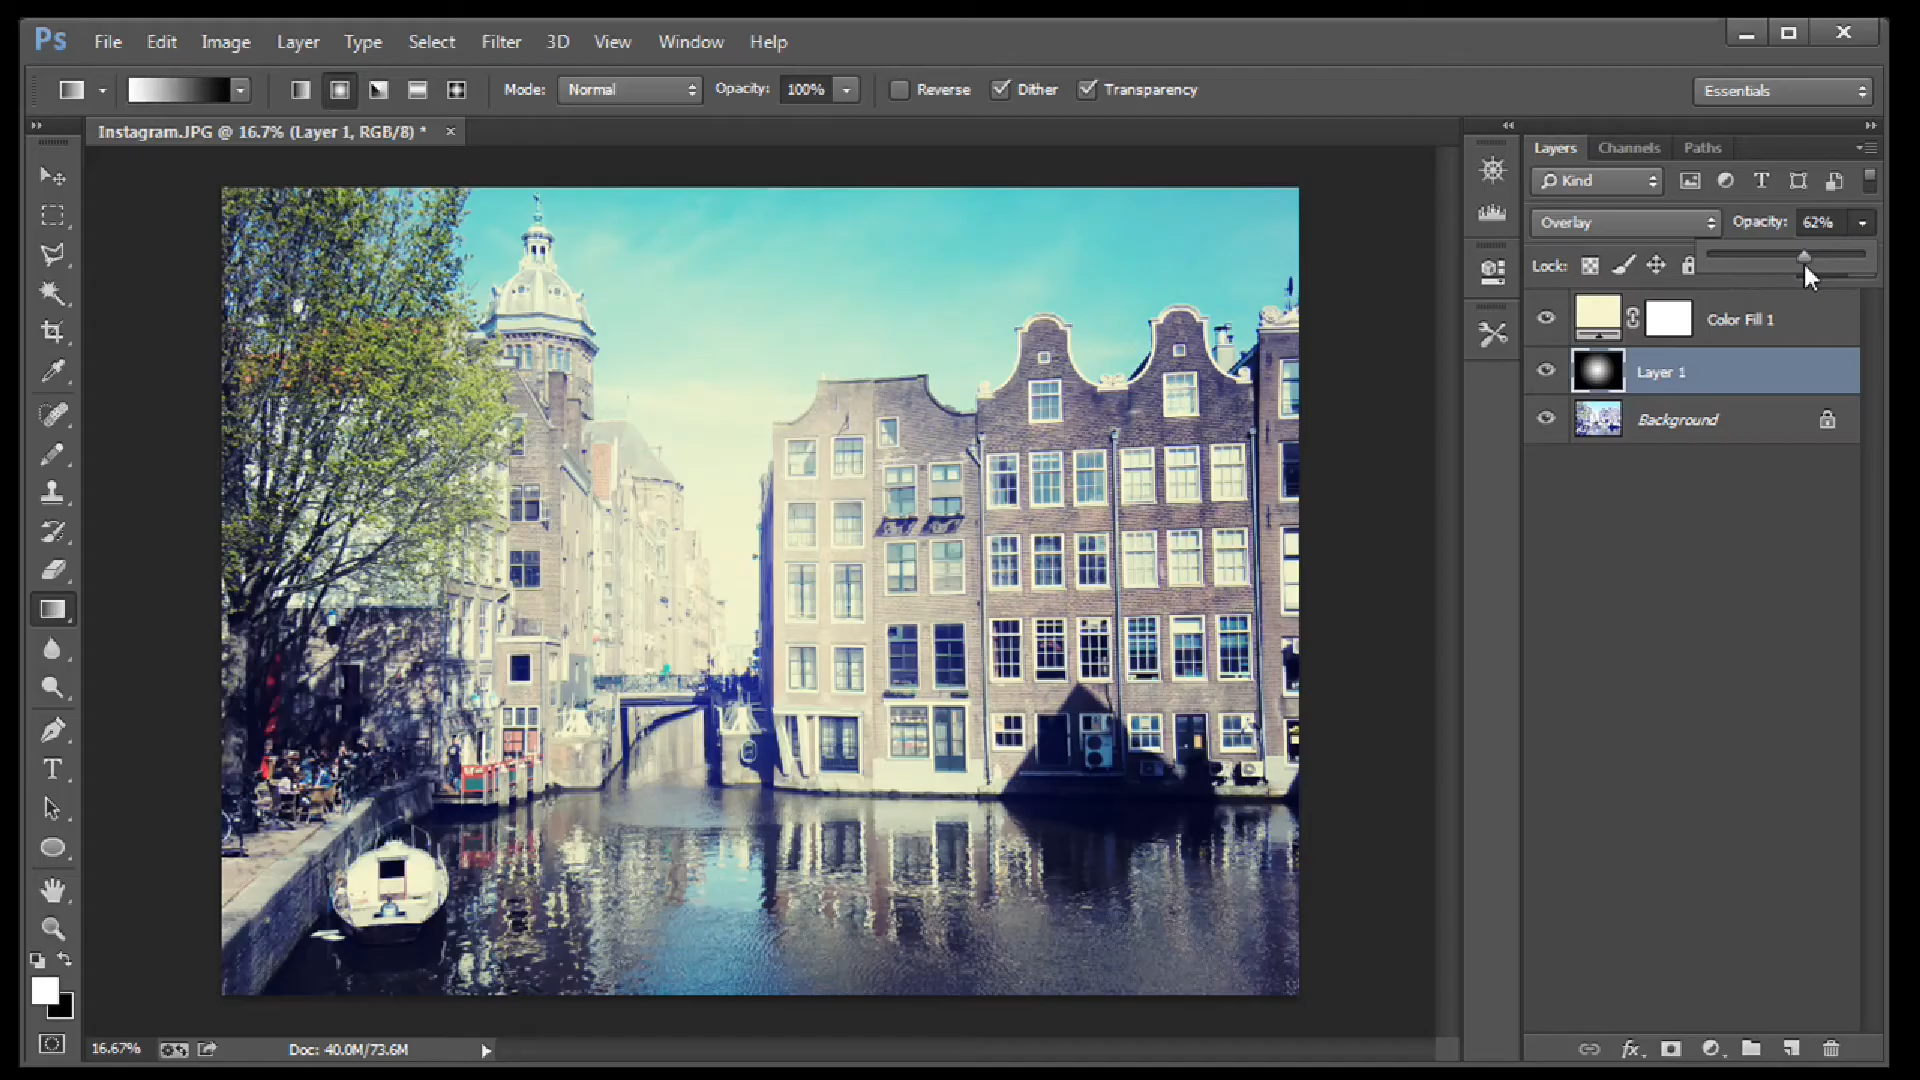 Ps File Edit Image Layer Type Select Filter 3D View Window Help
Mode: Normal Opacity: 100% Reverse Dither Transparency Essentials
Instagram.JPG @ 16.7% (Layer 1, RGB/8) * ×
Layers Channels Paths
Kind
Overlay Opacity: 62%
Lock:
Color Fill 1
Layer 1
Background
16.67% Doc: 40.0M/73.6M
fx